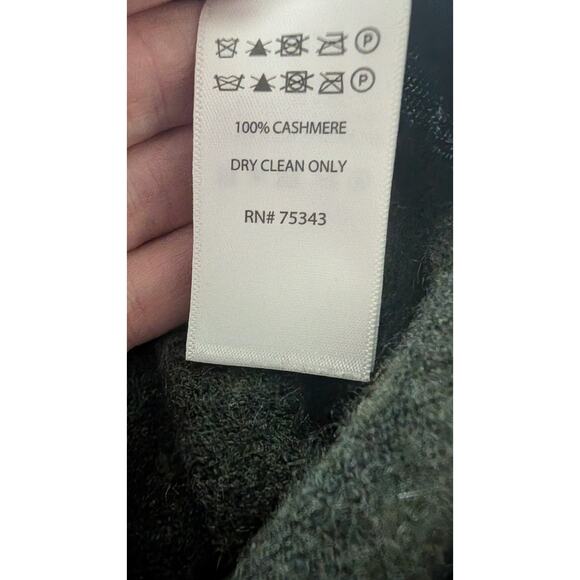 P
P
100% CASHMERE
DRY CLEAN ONLY
RN# 75343